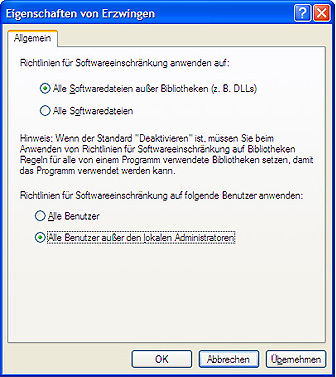 Eigenschaften von Erzwingen
Allgemein
Richtlinien für Softwareeinschränkung anwenden auf:
Alle Softwaredateien außer Bibliotheken (z. B. DLLs)
Alle Softwaredateien
Hinweis: Wenn der Standard "Deaktivieren" ist, müssen Sie beim
Anwenden von Richtlinien für Softwareeinschränkung auf Bibliotheken
Regeln für alle von einem Programm verwendete Bibliotheken setzen, damit
das Programm verwendet werden kann.
Richtlinien für Softwareeinschränkung auf folgende Benutzer anwenden:
Alle Benutzer
Alle Benutzer außer den lokalen Administratoren
OK
Abbrechen
Übernehmen